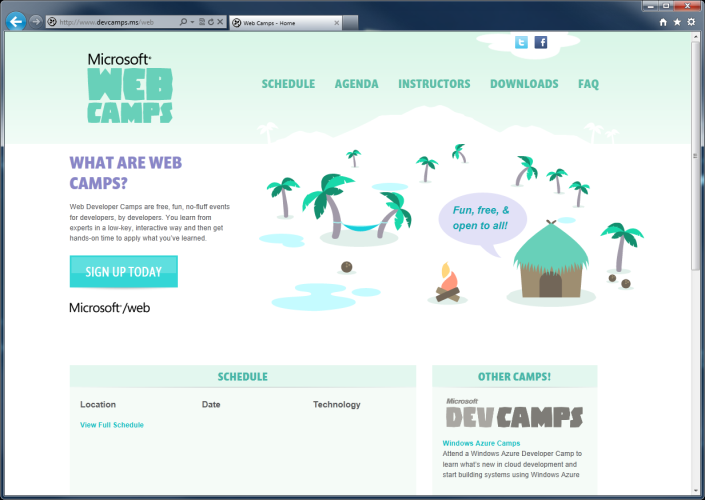 http://www.devcamps.ms/web
Web Camps - Home
Microsoft®
WEB
CAMPS
SCHEDULE AGENDA INSTRUCTORS DOWNLOADS FAQ
WHAT ARE WEB
CAMPS?
Web Developer Camps are free, fun, no-fluff events
for developers, by developers. You learn from
experts in a low-key, interactive way and then get
hands-on time to apply what you've learned.
SIGN UP TODAY
Microsoft®/web
Fun, free, &
open to all!
SCHEDULE
Location Date Technology
View Full Schedule
OTHER CAMPS!
Microsoft
DEV CAMPS
Windows Azure Camps
Attend a Windows Azure Developer Camp to
learn what's new in cloud development and
start building systems using Windows Azure